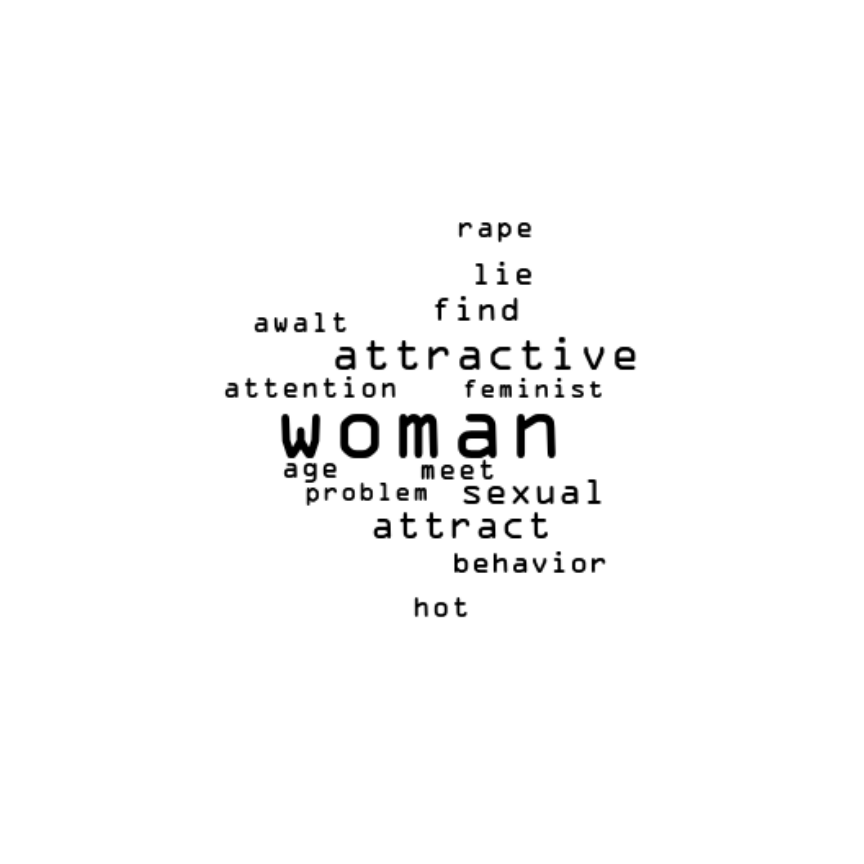 rape
lie
find
awalt
attractive
attention feminist
woman
age meet
problem sexual
attract
behavior
hot